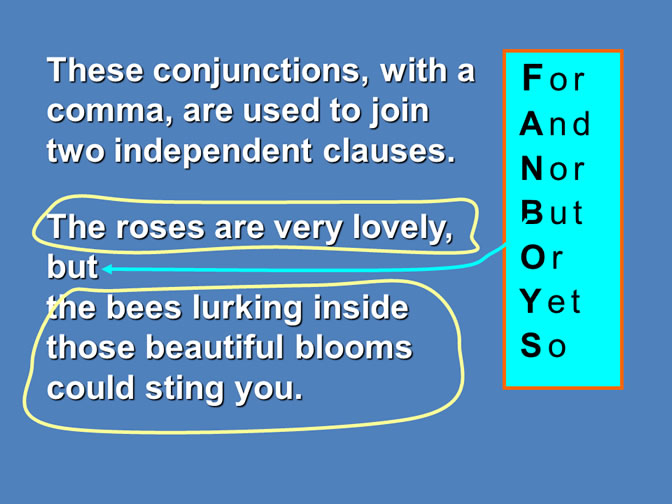 These conjunctions, with a
comma, are used to join
two independent clauses.
The roses are very lovely,
but
the bees lurking inside
those beautiful blooms
could sting you.
For
And
Nor
But
Or
Yet
So